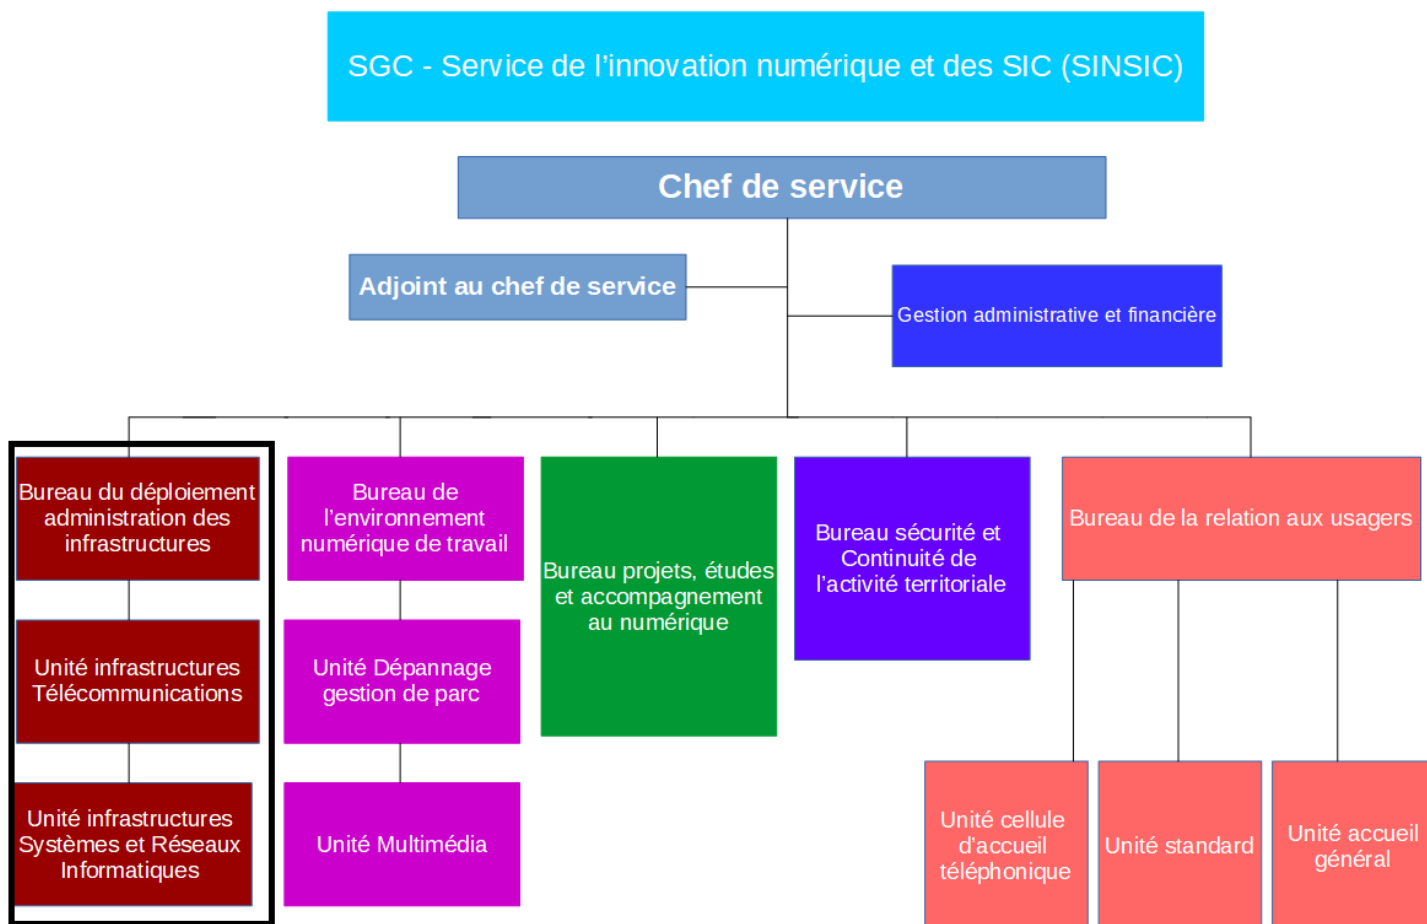 SGC - Service de l'innovation numérique et des SIC (SINSIC)
Chef de service
Adjoint au chef de service
Gestion administrative et financière
Bureau du déploiement
administration des
infrastructures
Bureau de
l'environnement
numérique de travail
Bureau projets, études
et accompagnement
au numérique
Bureau sécurité et
Continuité de
l'activité territoriale
Bureau de la relation aux usagers
Unité infrastructures
Télécommunications
Unité Dépannage
gestion de parc
Unité infrastructures
Systèmes et Réseaux
Informatiques
Unité Multimédia
Unité cellule
d'accueil
téléphonique
Unité standard
Unité accueil
général